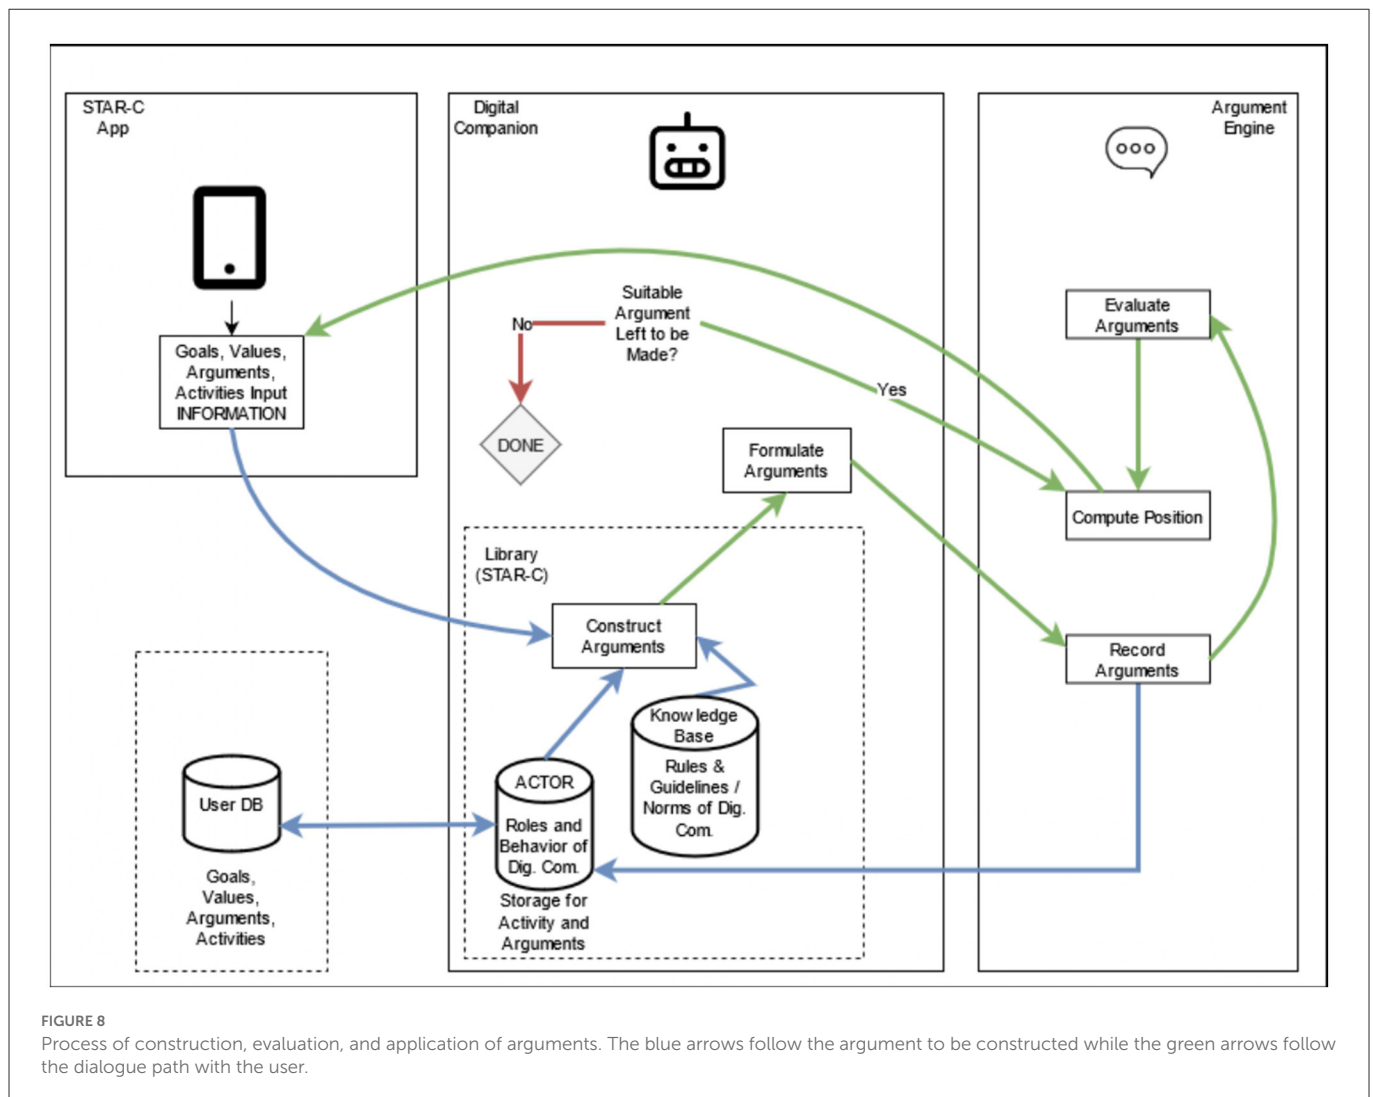 STAR-C
App
Goals, Values,
Arguments,
Activities Input
INFORMATION
User DB
Goals,
Values,
Arguments,
Activities
Digital
Companion
Suitable
Argument
Left to be
Made?
No
Yes
DONE
Formulate
Arguments
Library
(STAR-C)
Construct
Arguments
Knowledge
Base
Rules &
Guidelines /
Norms of Dig.
Com.
ACTOR
Roles and
Behavior of
Dig. Com.
Storage for
Activity and
Arguments
Argument
Engine
Evaluate
Arguments
Compute Position
Record
Arguments
FIGURE 8
Process of construction, evaluation, and application of arguments. The blue arrows follow the argument to be constructed while the green arrows follow
the dialogue path with the user.